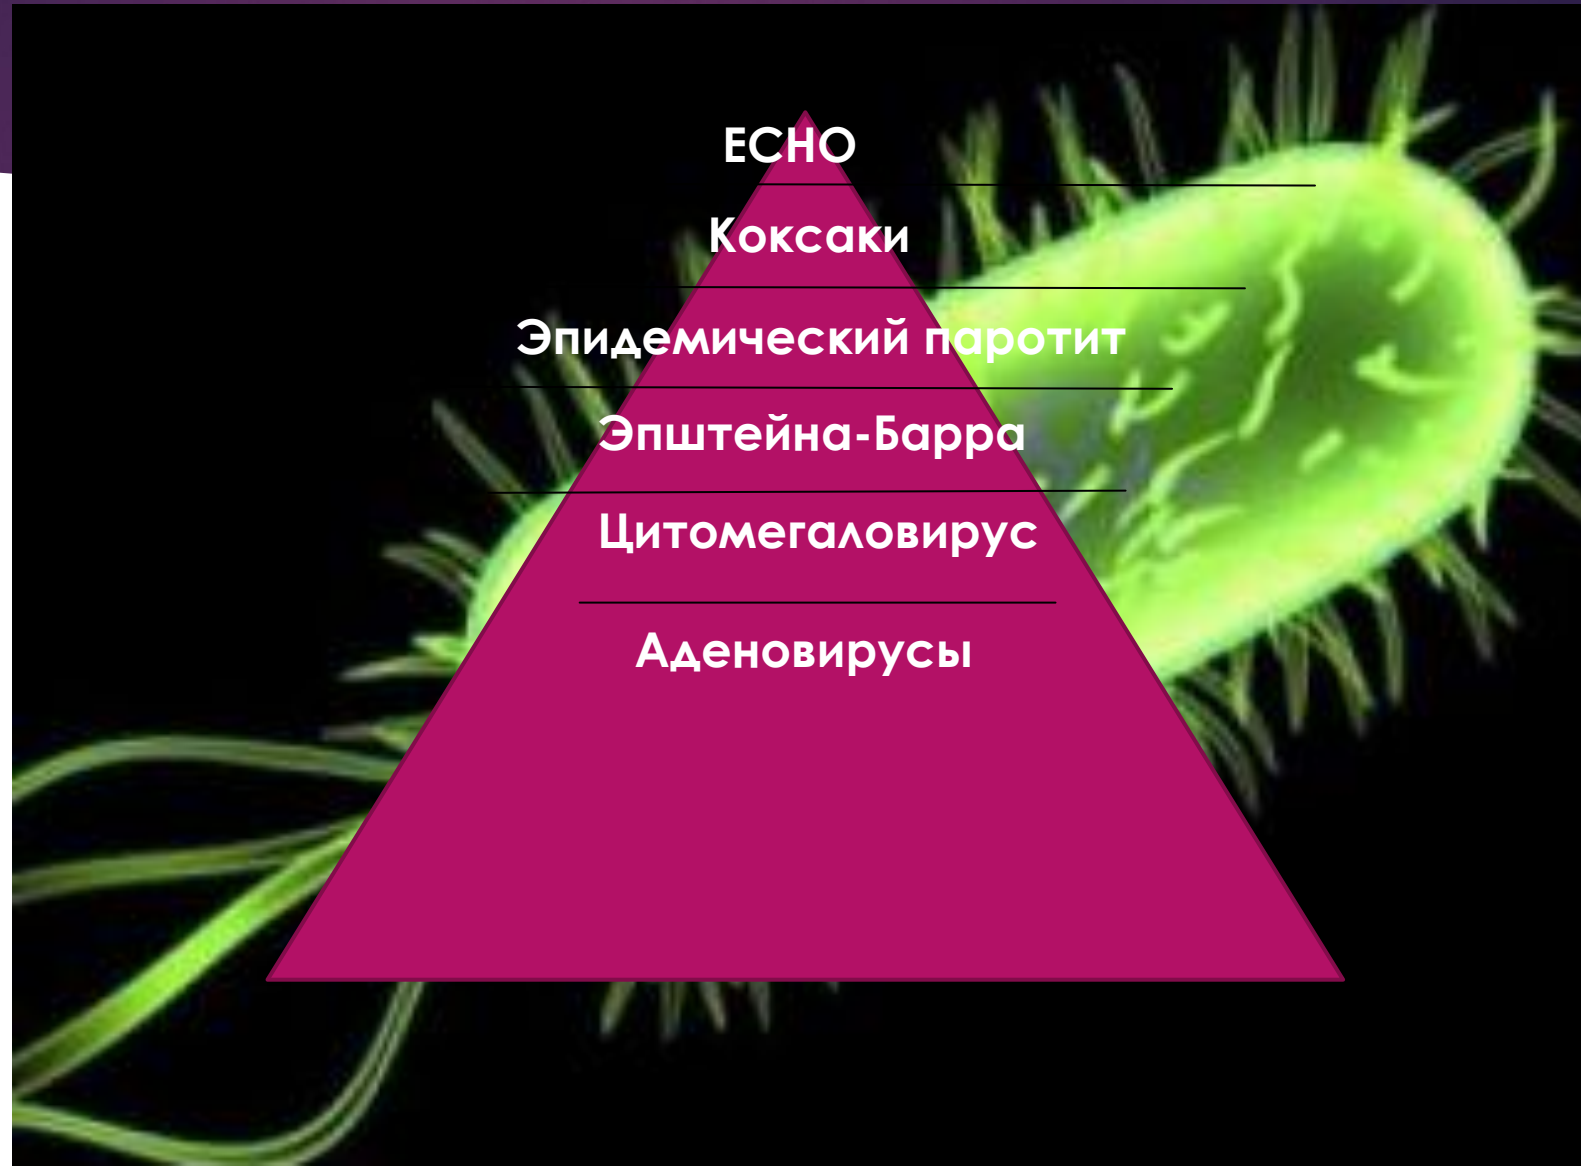 ECHO
Коксаки
Эпидемический паротит
Эпштейна-Барра
Цитомегаловирус
Аденовирусы